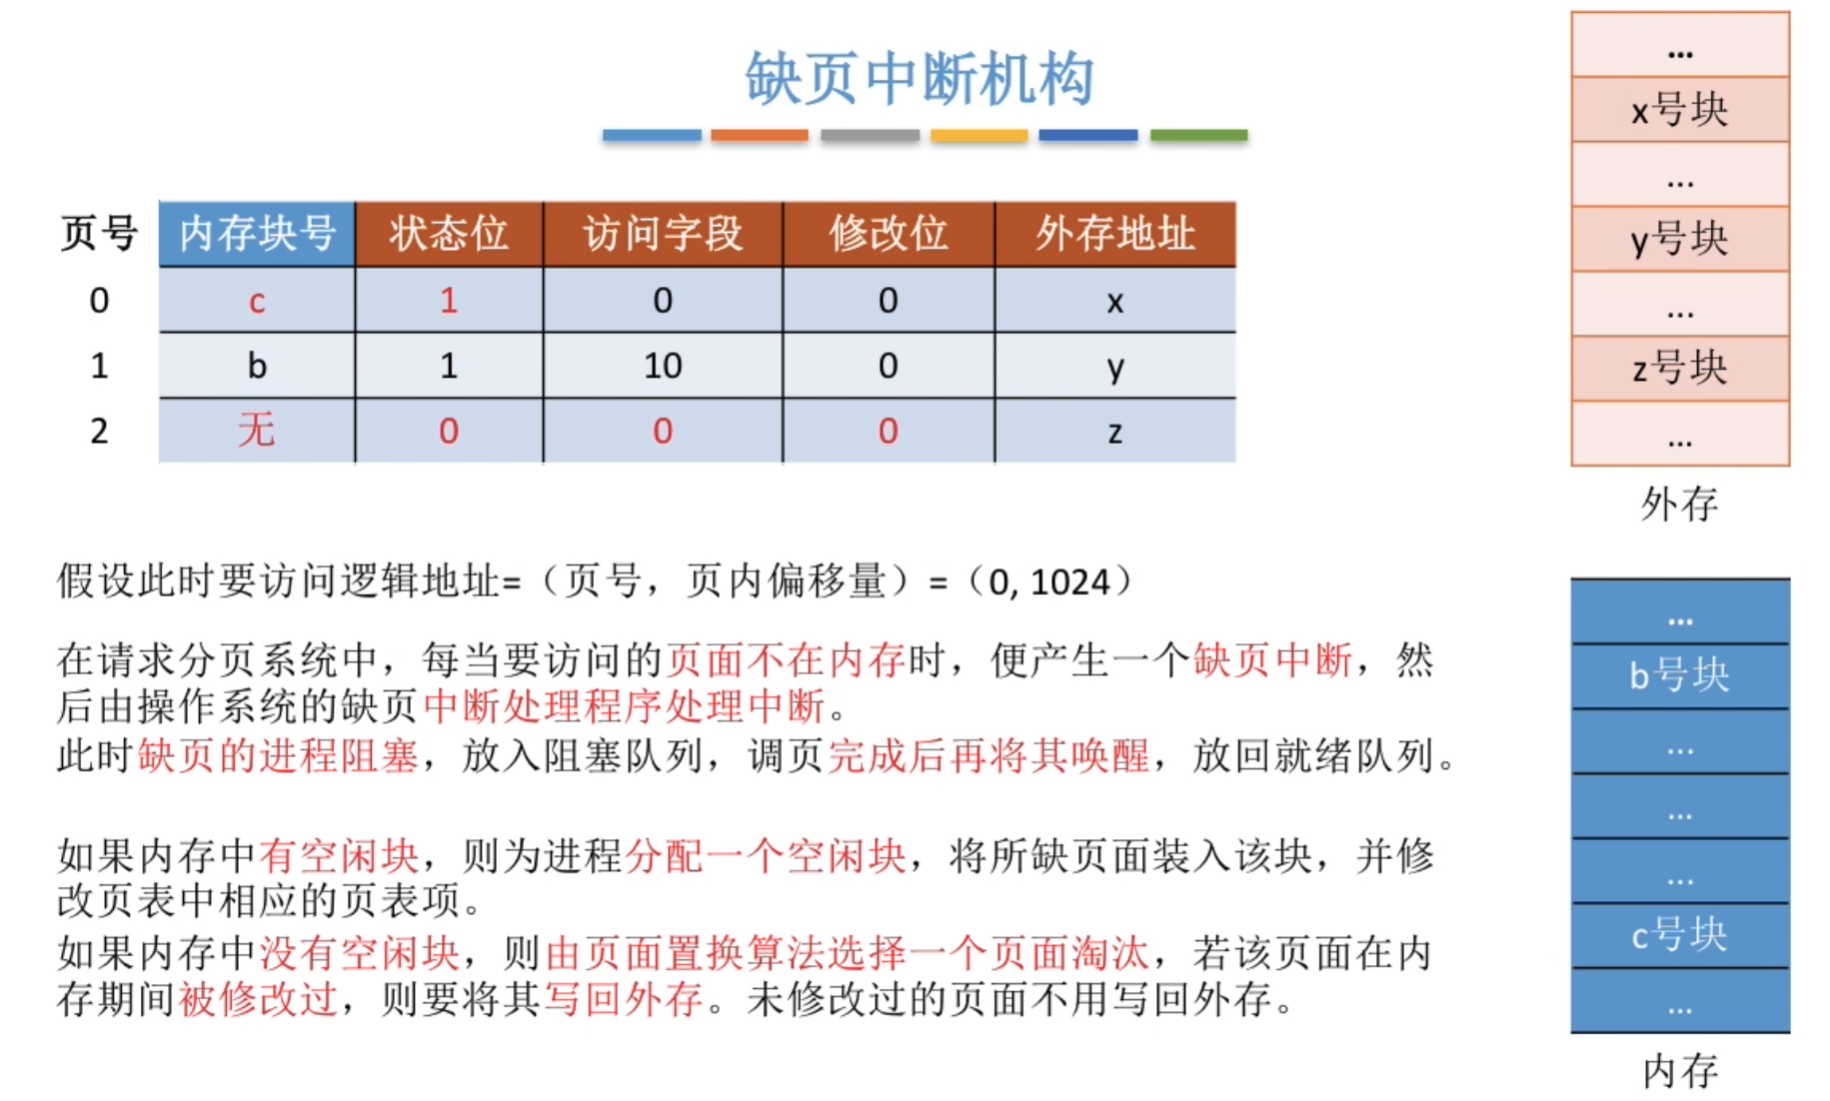 缺页中断机构
页号 内存块号 状态位 访问字段 修改位 外存地址
0 c 1 0 0 x
1 b 1 10 0 y
2 无 0 0 0 z
假设此时要访问逻辑地址=（页号，页内偏移量）=（0, 1024）
在请求分页系统中，每当要访问的页面不在内存时，便产生一个缺页中断，然
后由操作系统的缺页中断处理程序处理中断。
此时缺页的进程阻塞，放入阻塞队列，调页完成后再将其唤醒，放回就绪队列。
如果内存中有空闲块，则为进程分配一个空闲块，将所缺页面装入该块，并修
改页表中相应的页表项。
如果内存中没有空闲块，则由页面置换算法选择一个页面淘汰，若该页面在内
存期间被修改过，则要将其写回外存。未修改过的页面不用写回外存。
...
x号块
...
y号块
...
z号块
...
外存
...
b号块
...
...
...
c号块
...
内存